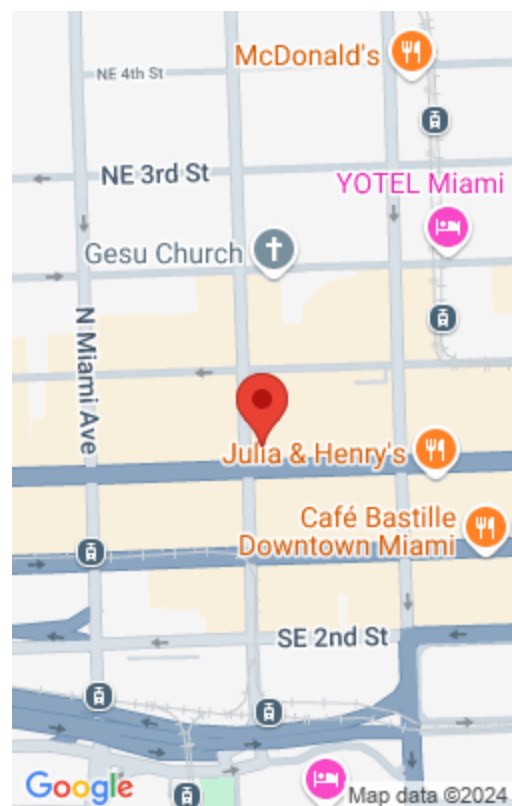 McDonald's
NE 4th St
NE 3rd St
YOTEL Miami
Gesu Church
N Miami Ave
Julia & Henry's
Café Bastille
Downtown Miami
SE 2nd St
Google
Map data ©2024